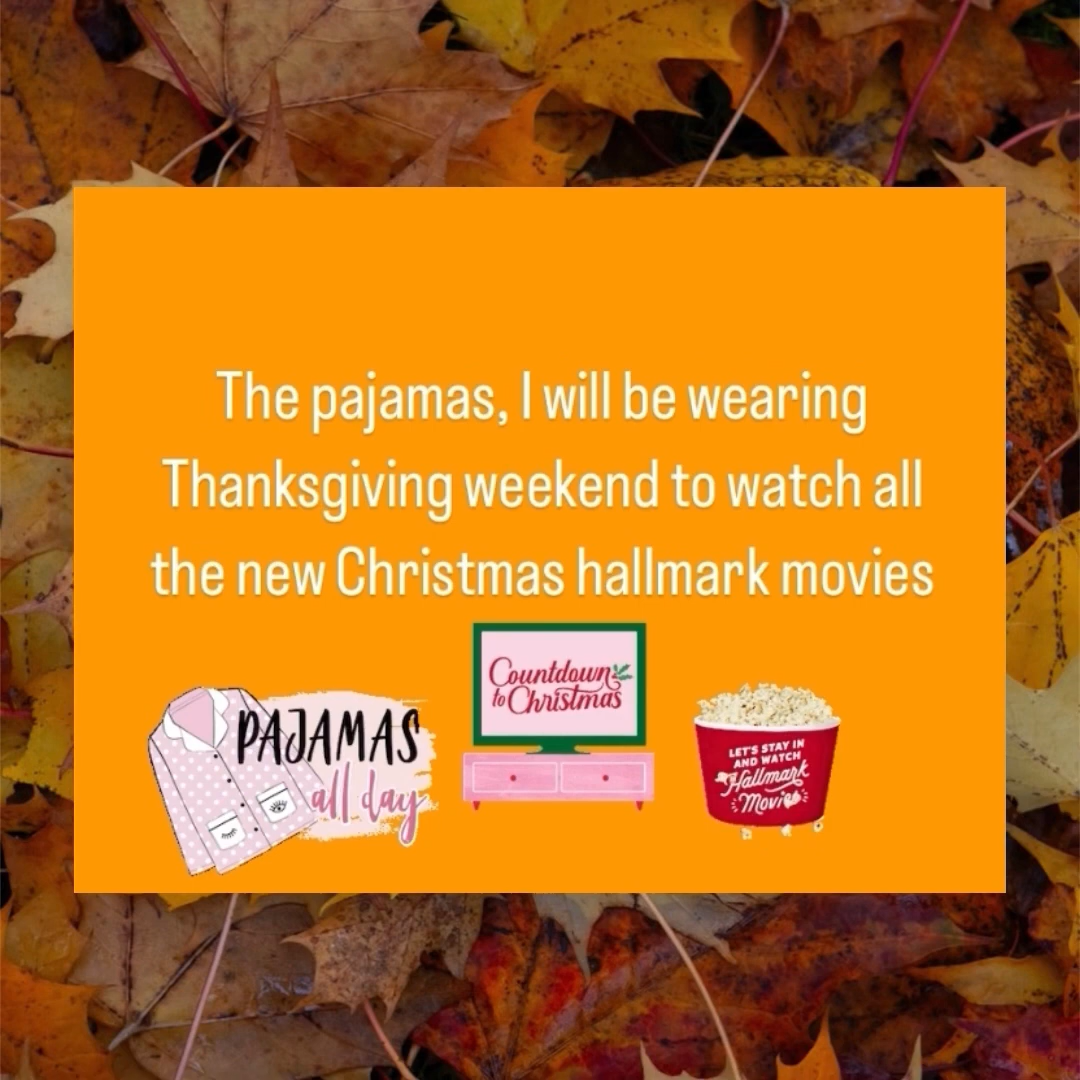 The pajamas, I will be wearing
Thanksgiving weekend to watch all
the new Christmas hallmark movies
Countdown
to Christmas
PAJAMAS
all day
LET'S STAY IN
AND WATCH
Hallmark
Movies